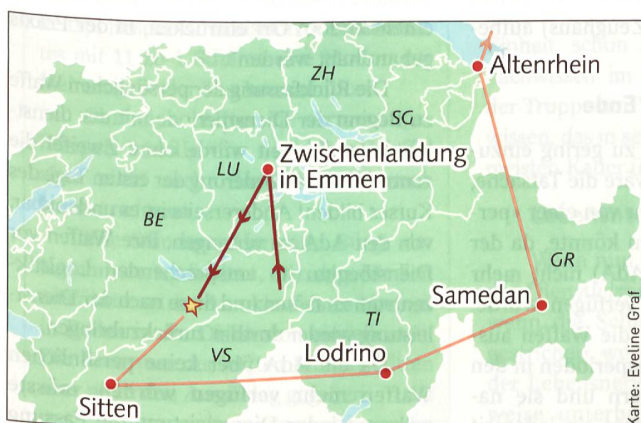 Altenrhein
ZH
SG
Zwischenlandung
in Emmen
LU
BE
GR
Samedan
TI
VS
Lodrino
Sitten
Karte: Eveline Graf